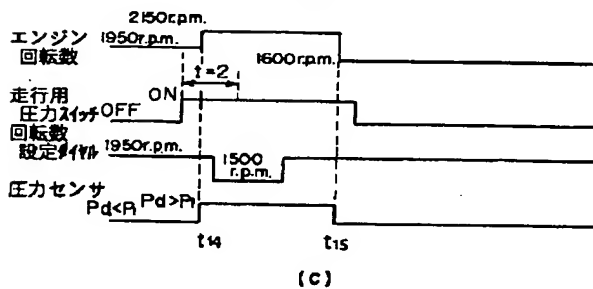 2150r.p.m.
エンジン 1950r.p.m.
回転数
1600r.p.m.
t=2
走行用 ON
圧力スイッチ OFF
回転数
設定ダイヤル 1950r.p.m.
1500
r.p.m.
圧力センサ
Pd<P1 Pd>P1
t14 t15
(c)